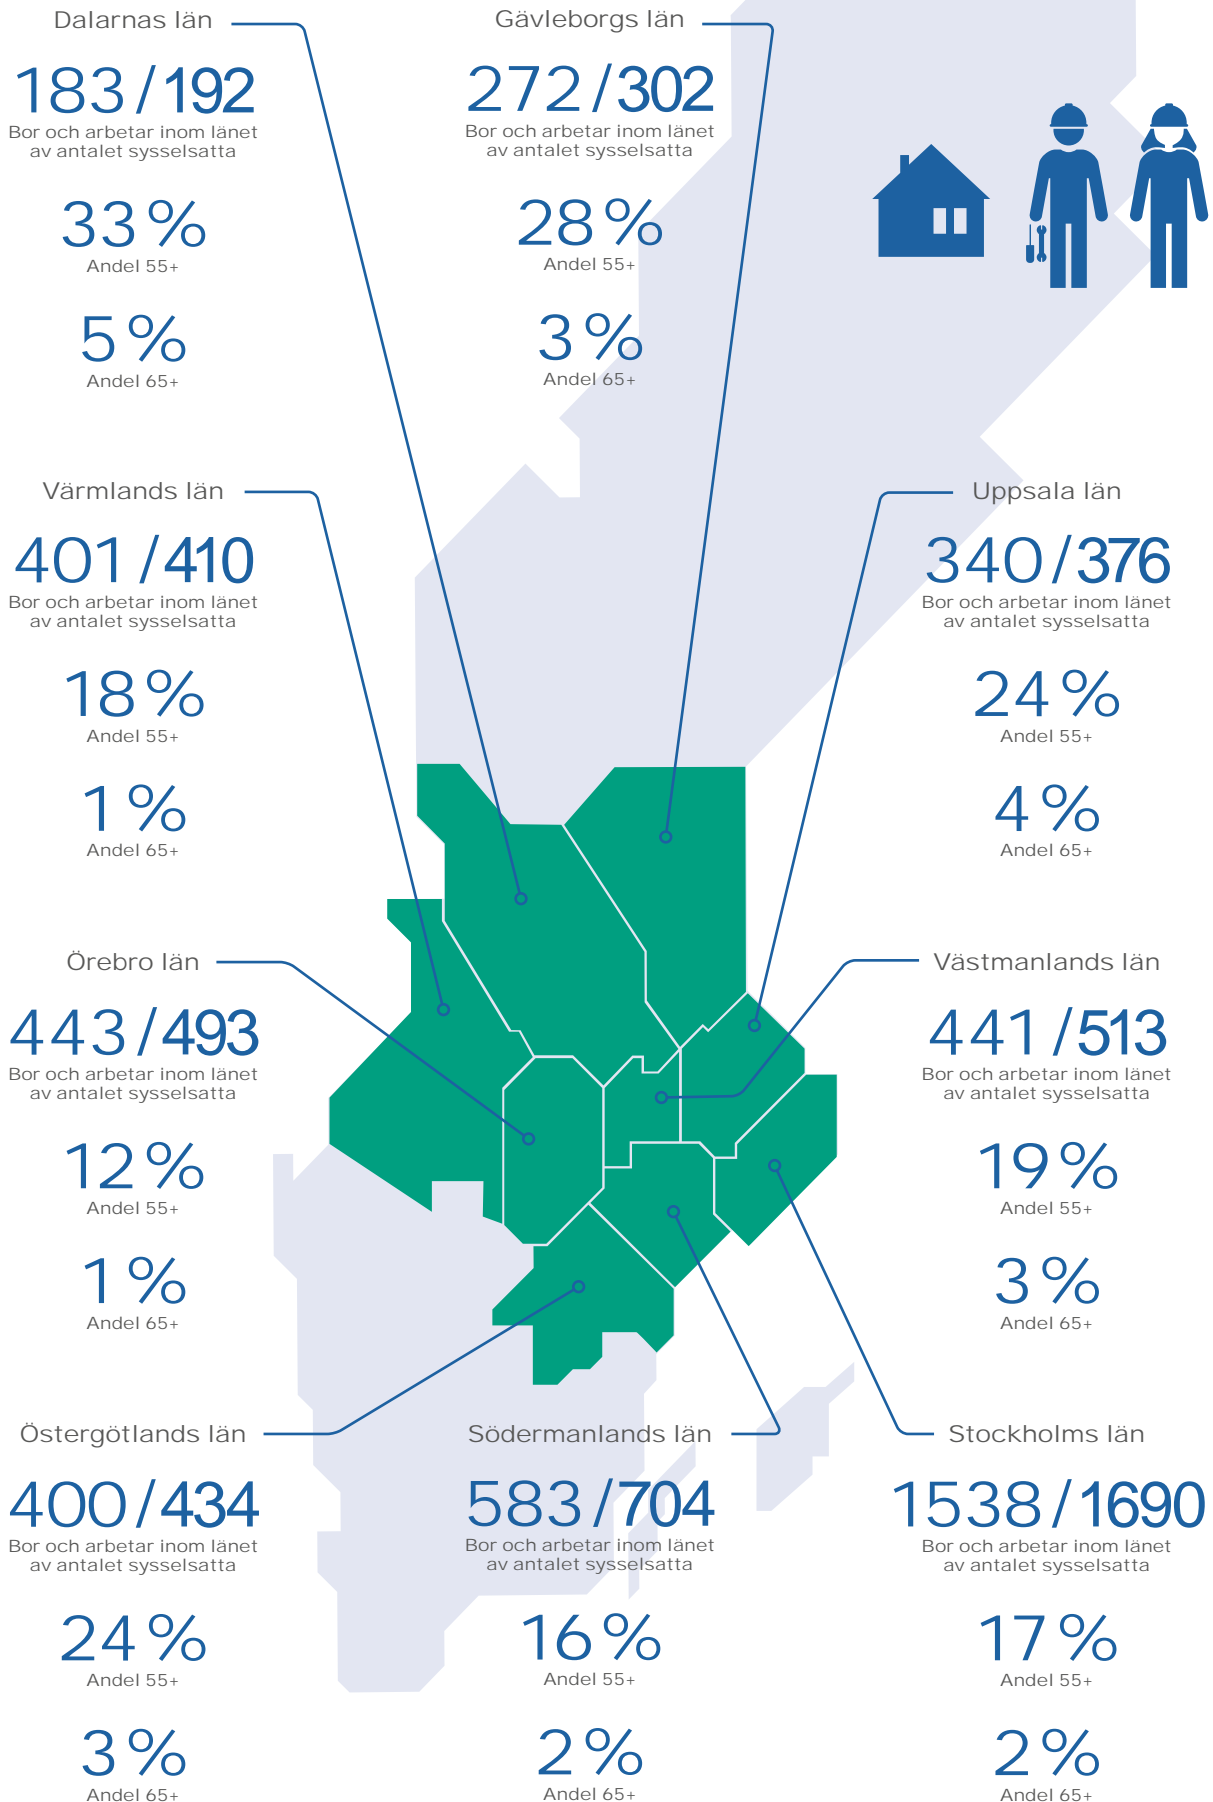 Dalarnas län
183/192
Bor och arbetar inom länet
av antalet sysselsatta
33%
Andel 55+
5%
Andel 65+
Gävleborgs län
272/302
Bor och arbetar inom länet
av antalet sysselsatta
28%
Andel 55+
3%
Andel 65+
Värmlands län
401/410
Bor och arbetar inom länet
av antalet sysselsatta
18%
Andel 55+
1%
Andel 65+
Uppsala län
340/376
Bor och arbetar inom länet
av antalet sysselsatta
24%
Andel 55+
4%
Andel 65+
Örebro län
443/493
Bor och arbetar inom länet
av antalet sysselsatta
12%
Andel 55+
1%
Andel 65+
Västmanlands län
441/513
Bor och arbetar inom länet
av antalet sysselsatta
19%
Andel 55+
3%
Andel 65+
Östergötlands län
400/434
Bor och arbetar inom länet
av antalet sysselsatta
24%
Andel 55+
3%
Andel 65+
Södermanlands län
583/704
Bor och arbetar inom länet
av antalet sysselsatta
16%
Andel 55+
2%
Andel 65+
Stockholms län
1538/1690
Bor och arbetar inom länet
av antalet sysselsatta
17%
Andel 55+
2%
Andel 65+